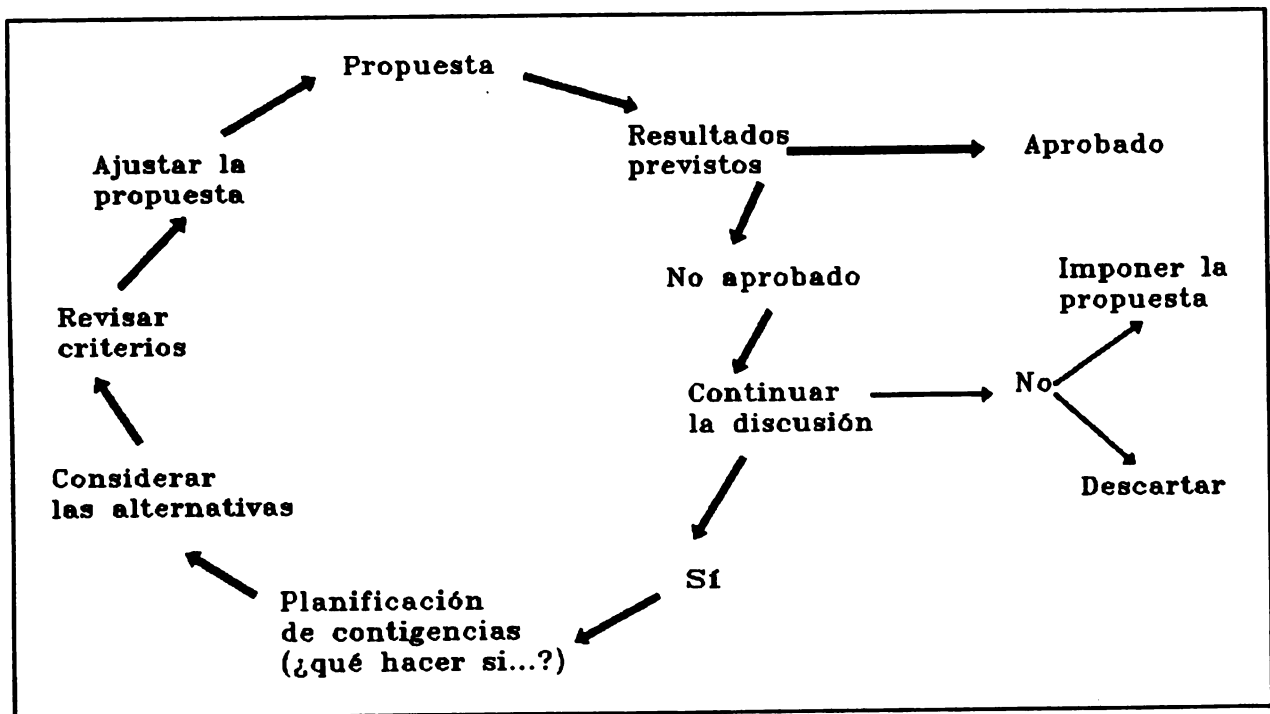 Propuesta
Resultados
previstos
Aprobado
Ajustar la
propuesta
No aprobado
Imponer la
propuesta
Revisar
criterios
Continuar
la discusión
No
Considerar
las alternativas
Descartar
Sí
Planificación
de contigencias
(¿qué hacer si...?)